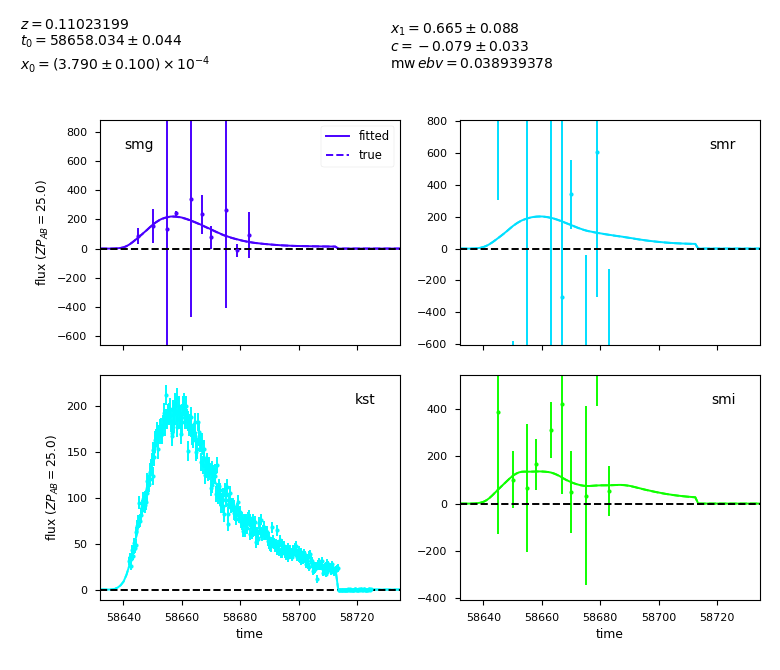 z = 0.11023199
t₀ = 58658.034 ± 0.044
x₀ = (3.790 ± 0.100) × 10⁻⁴
x₁ = 0.665 ± 0.088
c = −0.079 ± 0.033
mw ebv = 0.038939378
smg
fitted
true
flux (ZP_AB = 25.0)
800
600
400
200
0
−200
−400
−600
smr
800
600
400
200
0
−200
−400
−600
kst
flux (ZP_AB = 25.0)
200
150
100
50
0
58640 58660 58680 58700 58720
time
smi
400
200
0
−200
−400
58640 58660 58680 58700 58720
time